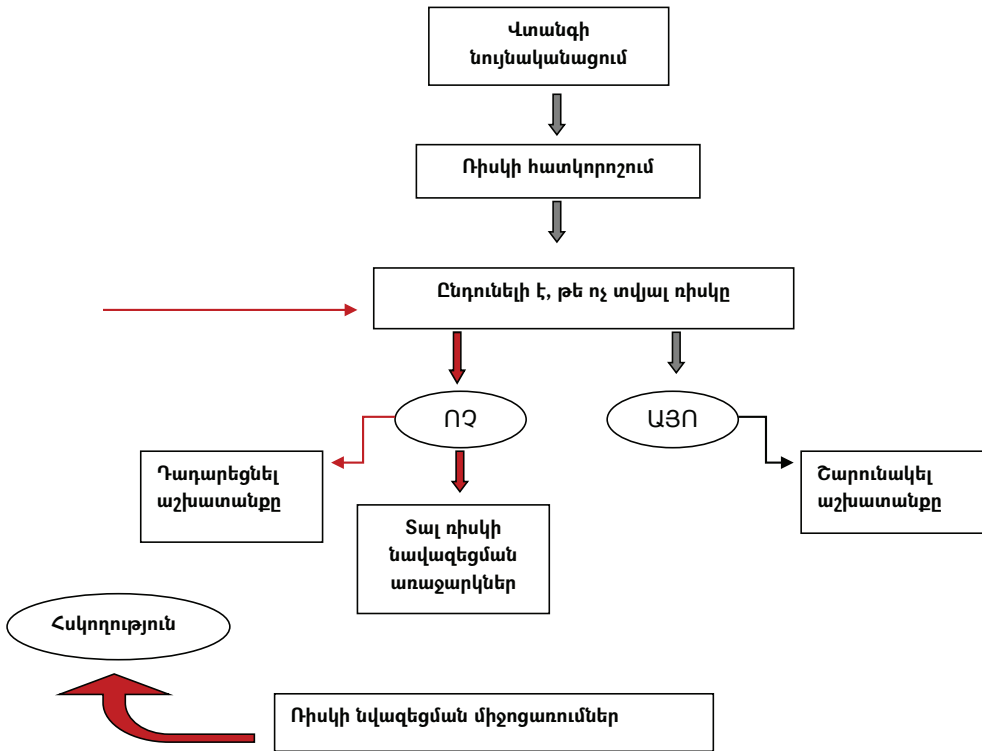 Վտանգի
նույնականացում
Ռիսկի հատկորոշում
Ընդունելի է, թե ոչ տվյալ ռիսկը
ՈՉ
ԱՅՈ
Դադարեցնել
աշխատանքը
Շարունակել
աշխատանքը
Տալ ռիսկի
նավազեցման
առաջարկներ
Հսկողություն
Ռիսկի նվազեցման միջոցառումներ